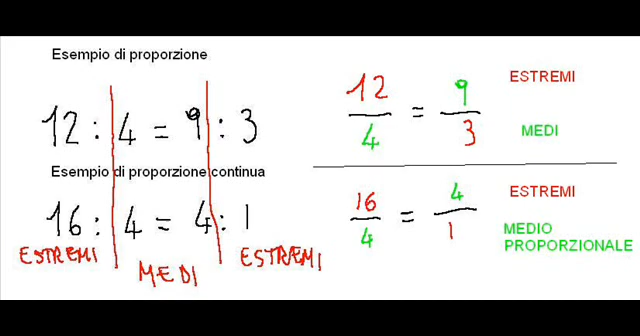 Esempio di proporzione
12 : 4 = 9 : 3
Esempio di proporzione continua
16 : 4 = 4 : 1
ESTREMI MEDI ESTREMI
12/4 = 9/3
ESTREMI
MEDI
16/4 = 4/1
ESTREMI
MEDIO
PROPORZIONALE